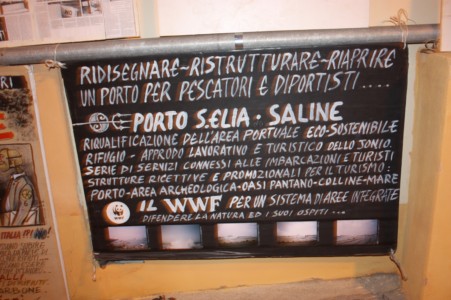 RIDISEGNARE~RISTRUTTURARE~RIAPRIRE
UN PORTO PER PESCATORI E DIPORTISTI....
PORTO S.ELIA · SALINE
RIQUALIFICAZIONE DELL'AREA PORTUALE ECO-SOSTENIBILE
RIFUGIO - APPRODO LAVORATIVO E TURISTICO DELLO JONIO.
SERIE DI SERVIZI CONNESSI ALLE IMBARCAZIONI E TURISTI
STRUTTURE RICETTIVE E PROMOZIONALI PER IL TURISMO.
PORTO-AREA ARCHEOLOGICA-OASI PANTANO-COLLINE-MARE
WWF IL WWF PER UN SISTEMA DI AREE INTEGRATE
DIFENDERE LA NATURA ED I SUOI OSPITI...
RI
ITALIA